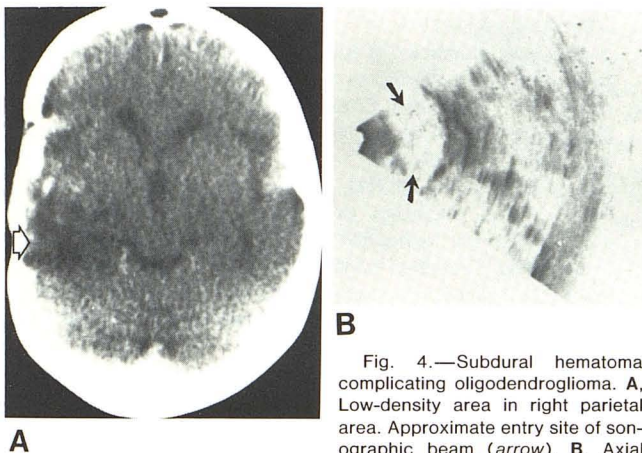 A
B
Fig. 4.—Subdural hematoma
complicating oligodendroglioma. A,
Low-density area in right parietal
area. Approximate entry site of son-
ographic beam (arrow). B, Axial